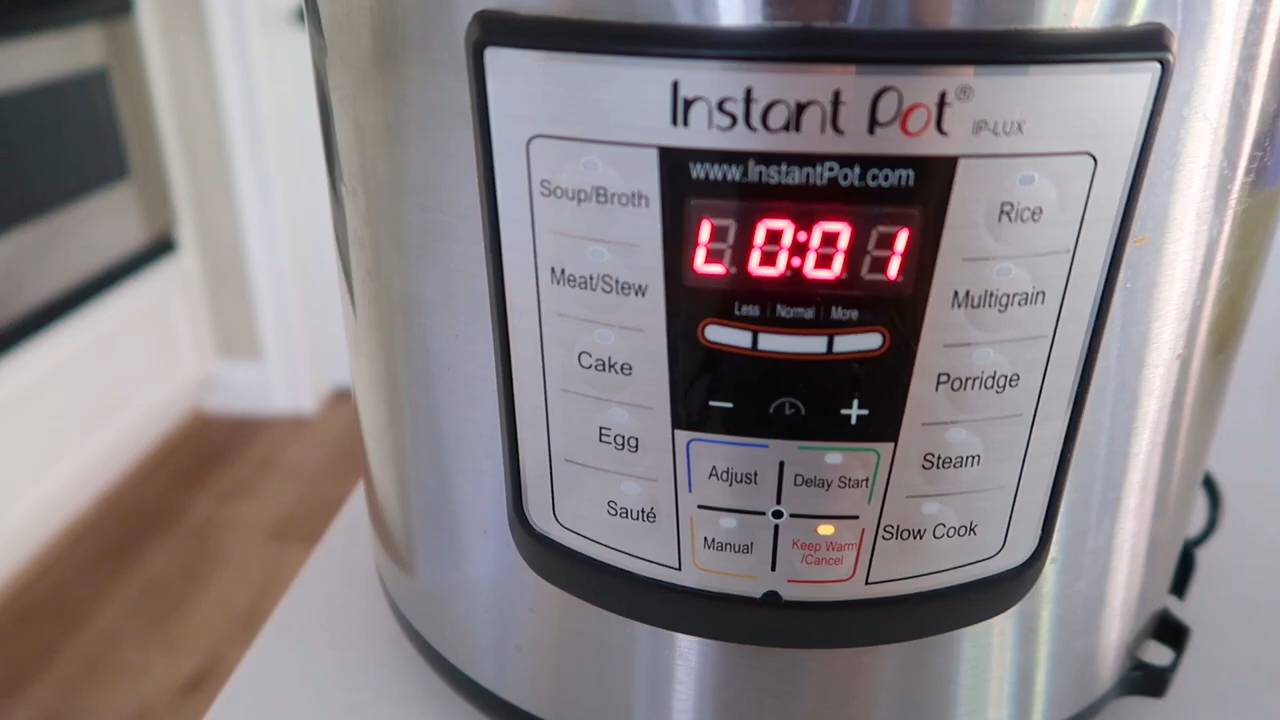 Instant Pot® IP-LUX
www.InstantPot.com
L0:01
Less | Normal | More
− +
Soup/Broth
Meat/Stew
Cake
Egg
Sauté
Adjust
Delay Start
Manual
Keep Warm
/Cancel
Rice
Multigrain
Porridge
Steam
Slow Cook